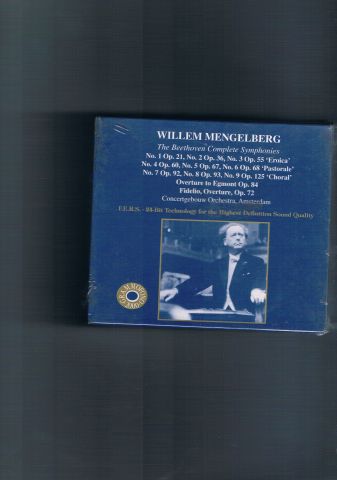 WILLEM MENGELBERG
The Beethoven Complete Symphonies
No. 1 Op. 21, No. 2 Op. 36, No. 3 Op. 55 'Eroica'
No. 4 Op. 60, No. 5 Op. 67, No. 6 Op. 68 'Pastorale'
No. 7 Op. 92, No. 8 Op. 93, No. 9 Op. 125 'Choral'
Overture to Egmont Op. 84
Fidelio, Overture, Op. 72
Concertgebouw Orchestra, Amsterdam
F.E.R.S. - 24-Bit Technology for the Highest Definition Sound Quality
GRAMMOFONO 2000